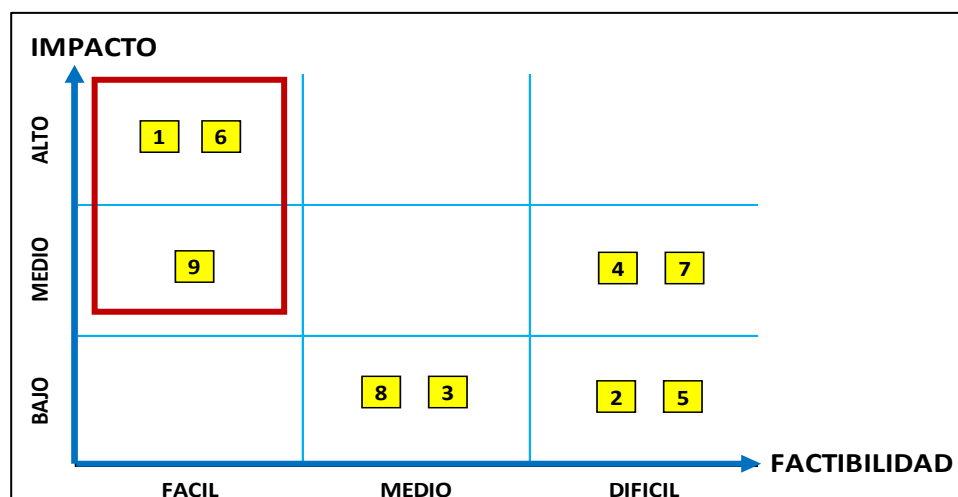 IMPACTO
ALTO
1 6
MEDIO
9 4 7
BAJO
8 3 2 5
FACTIBILIDAD
FACIL MEDIO DIFICIL